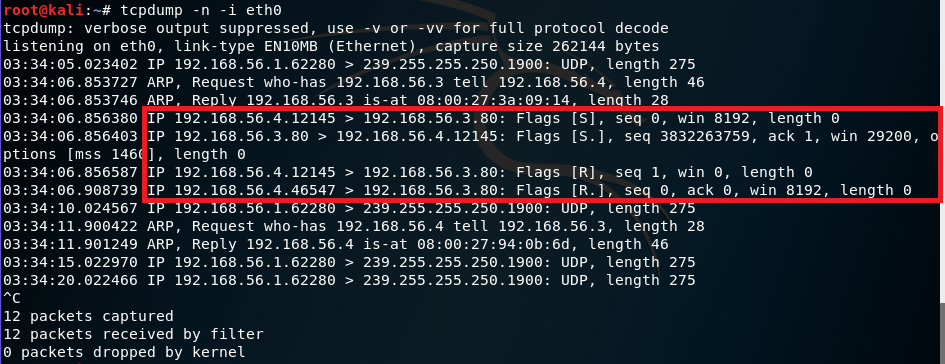 root@kali:~# tcpdump -n -i eth0
tcpdump: verbose output suppressed, use -v or -vv for full protocol decode
listening on eth0, link-type EN10MB (Ethernet), capture size 262144 bytes
03:34:05.023402 IP 192.168.56.1.62280 > 239.255.255.250.1900: UDP, length 275
03:34:06.853727 ARP, Request who-has 192.168.56.3 tell 192.168.56.4, length 46
03:34:06.853746 ARP, Reply 192.168.56.3 is-at 08:00:27:3a:09:14, length 28
03:34:06.856380 IP 192.168.56.4.12145 > 192.168.56.3.80: Flags [S], seq 0, win 8192, length 0
03:34:06.856403 IP 192.168.56.3.80 > 192.168.56.4.12145: Flags [S.], seq 3832263759, ack 1, win 29200, o
ptions [mss 1460], length 0
03:34:06.856587 IP 192.168.56.4.12145 > 192.168.56.3.80: Flags [R], seq 1, win 0, length 0
03:34:06.908739 IP 192.168.56.4.46547 > 192.168.56.3.80: Flags [R.], seq 0, ack 0, win 8192, length 0
03:34:10.024567 IP 192.168.56.1.62280 > 239.255.255.250.1900: UDP, length 275
03:34:11.900422 ARP, Request who-has 192.168.56.4 tell 192.168.56.3, length 28
03:34:11.901249 ARP, Reply 192.168.56.4 is-at 08:00:27:94:0b:6d, length 46
03:34:15.022970 IP 192.168.56.1.62280 > 239.255.255.250.1900: UDP, length 275
03:34:20.022466 IP 192.168.56.1.62280 > 239.255.255.250.1900: UDP, length 275
^C
12 packets captured
12 packets received by filter
0 packets dropped by kernel